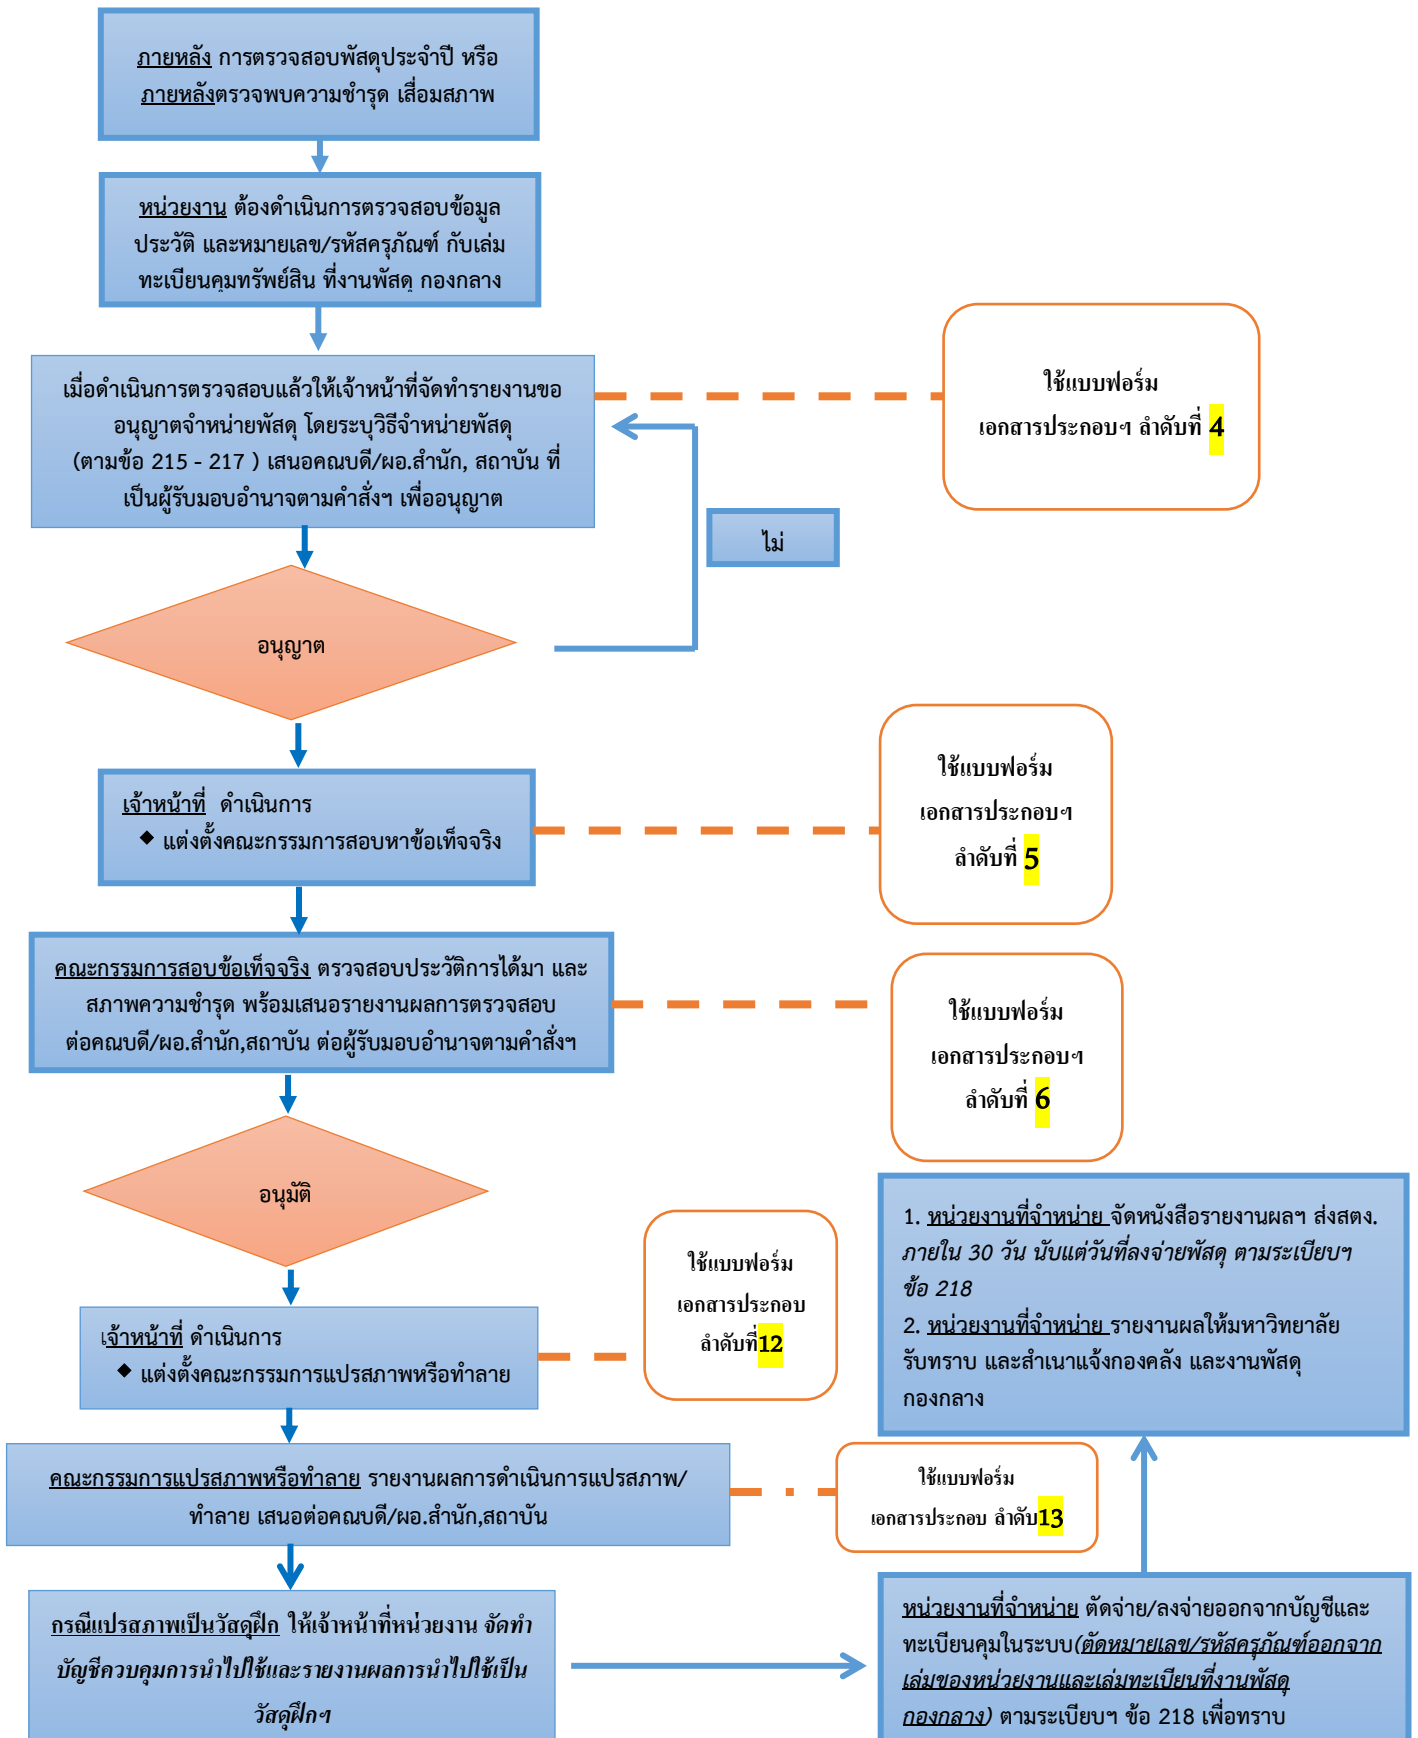 ภายหลัง การตรวจสอบพัสดุประจำปี หรือ
ภายหลังตรวจพบความชำรุด เสื่อมสภาพ
หน่วยงาน ต้องดำเนินการตรวจสอบข้อมูล
ประวัติ และหมายเลข/รหัสครุภัณฑ์ กับเล่ม
ทะเบียนคุมทรัพย์สิน ที่งานพัสดุ กองกลาง
เมื่อดำเนินการตรวจสอบแล้วให้เจ้าหน้าที่จัดทำรายงานขอ
อนุญาตจำหน่ายพัสดุ โดยระบุวิธีจำหน่ายพัสดุ
(ตามข้อ 215 - 217 ) เสนอคณบดี/ผอ.สำนัก, สถาบัน ที่
เป็นผู้รับมอบอำนาจตามคำสั่งฯ เพื่ออนุญาต
ใช้แบบฟอร์ม
เอกสารประกอบฯ ลำดับที่ 4
ไม่
อนุญาต
เจ้าหน้าที่ ดำเนินการ
◆ แต่งตั้งคณะกรรมการสอบหาข้อเท็จจริง
ใช้แบบฟอร์ม
เอกสารประกอบฯ
ลำดับที่ 5
คณะกรรมการสอบข้อเท็จจริง ตรวจสอบประวัติการได้มา และ
สภาพความชำรุด พร้อมเสนอรายงานผลการตรวจสอบ
ต่อคณบดี/ผอ.สำนัก,สถาบัน ต่อผู้รับมอบอำนาจตามคำสั่งฯ
ใช้แบบฟอร์ม
เอกสารประกอบฯ
ลำดับที่ 6
อนุมัติ
เจ้าหน้าที่ ดำเนินการ
◆ แต่งตั้งคณะกรรมการแปรสภาพหรือทำลาย
ใช้แบบฟอร์ม
เอกสารประกอบ
ลำดับที่12
คณะกรรมการแปรสภาพหรือทำลาย รายงานผลการดำเนินการแปรสภาพ/
ทำลาย เสนอต่อคณบดี/ผอ.สำนัก,สถาบัน
ใช้แบบฟอร์ม
เอกสารประกอบ ลำดับ13
กรณีแปรสภาพเป็นวัสดุฝึก ให้เจ้าหน้าที่หน่วยงาน จัดทำ
บัญชีควบคุมการนำไปใช้และรายงานผลการนำไปใช้เป็น
วัสดุฝึกฯ
หน่วยงานที่จำหน่าย ตัดจ่าย/ลงจ่ายออกจากบัญชีและ
ทะเบียนคุมในระบบ(ตัดหมายเลข/รหัสครุภัณฑ์ออกจาก
เล่มของหน่วยงานและเล่มทะเบียนที่งานพัสดุ
กองกลาง) ตามระเบียบฯ ข้อ 218 เพื่อทราบ
1. หน่วยงานที่จำหน่าย จัดหนังสือรายงานผลฯ ส่งสตง.
ภายใน 30 วัน นับแต่วันที่ลงจ่ายพัสดุ ตามระเบียบฯ
ข้อ 218
2. หน่วยงานที่จำหน่าย รายงานผลให้มหาวิทยาลัย
รับทราบ และสำเนาแจ้งกองคลัง และงานพัสดุ
กองกลาง